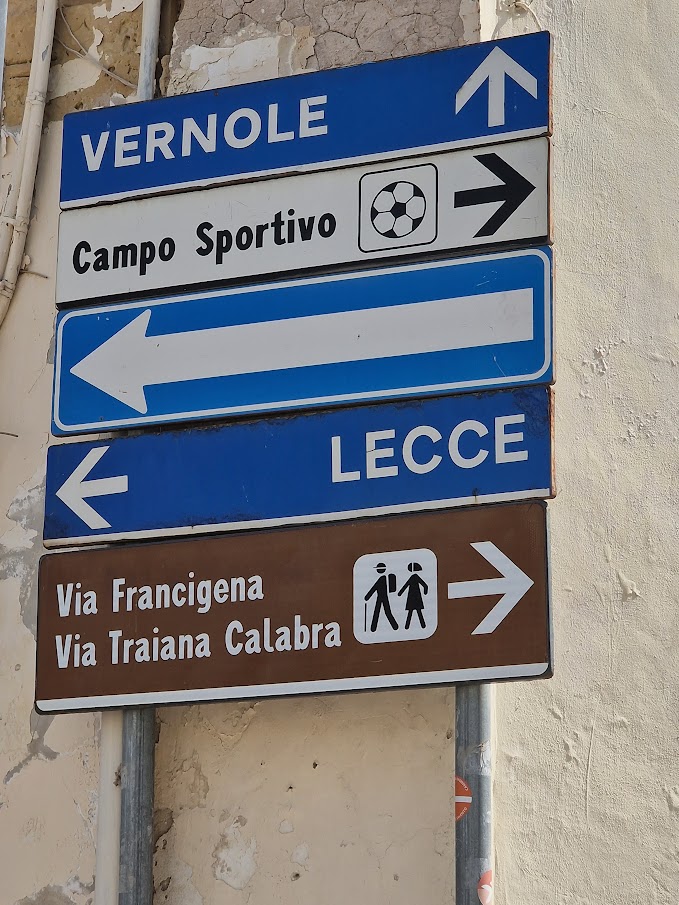 VERNOLE
Campo Sportivo
LECCE
Via Francigena
Via Traiana Calabra